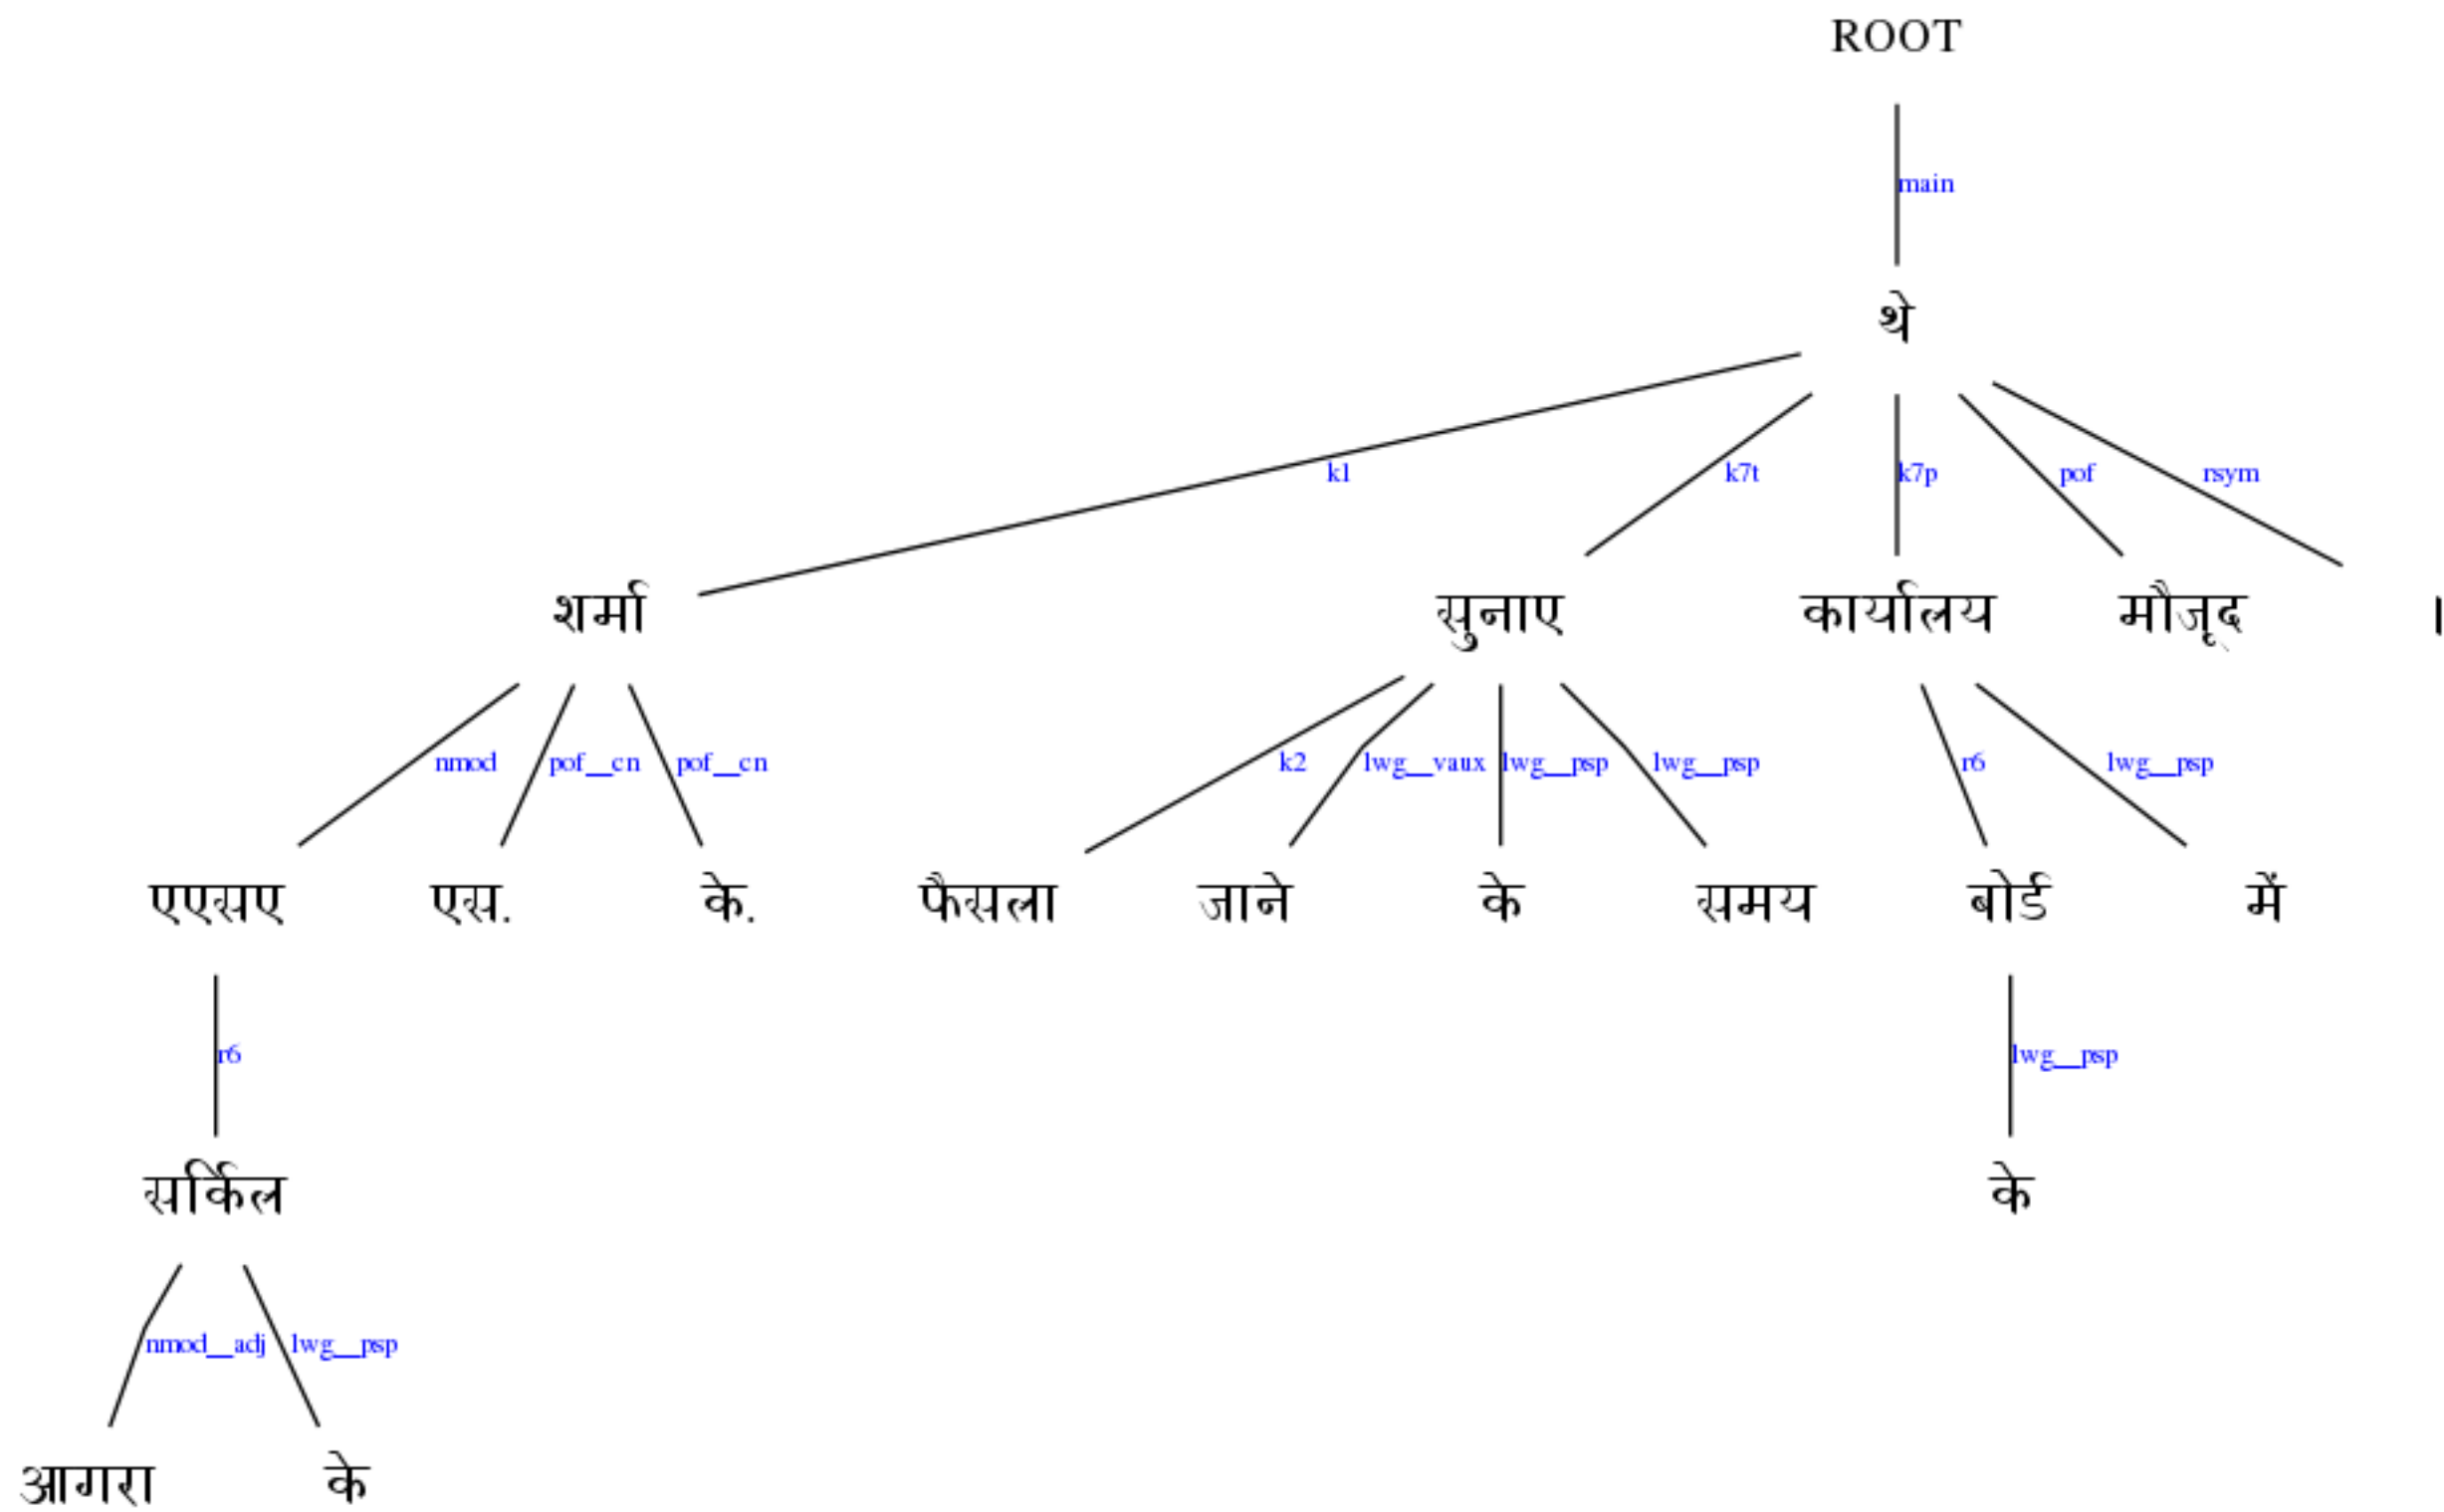 ROOT
main
थे
k1 k7t k7p pof rsym
शर्मा सुनाए कार्यालय मौजूद ।
nmod pof__cn pof__cn k2 lwg__vaux lwg__psp lwg__psp r6 lwg__psp
एएसए एस. के. फैसला जाने के समय बोर्ड में
r6 lwg__psp
सर्किल के
nmod__adj lwg__psp
आगरा के